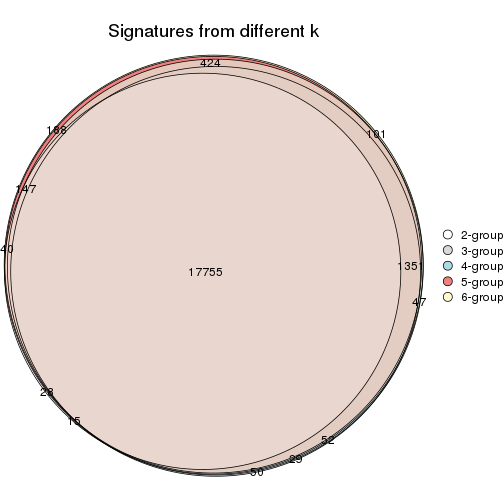 Signatures from different k
424
101
188
147
40
17755
1351
47
2-group
3-group
4-group
5-group
6-group
28
15
52
29
50